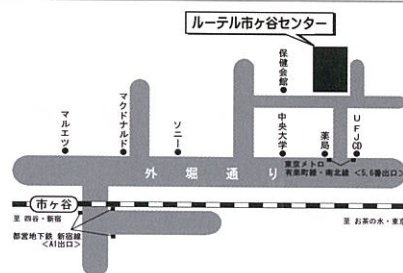 ルーテル市ヶ谷センター
保健会館
マルエツ
マクドナルド
ソニー
中央大学
薬局
UFJCD
外堀通り
東京メトロ
有楽町線・南北線 <5,6番出口>
市ヶ谷
至 四谷・新宿
至 お茶の水・東京
都営地下鉄 新宿線
<A1出口>